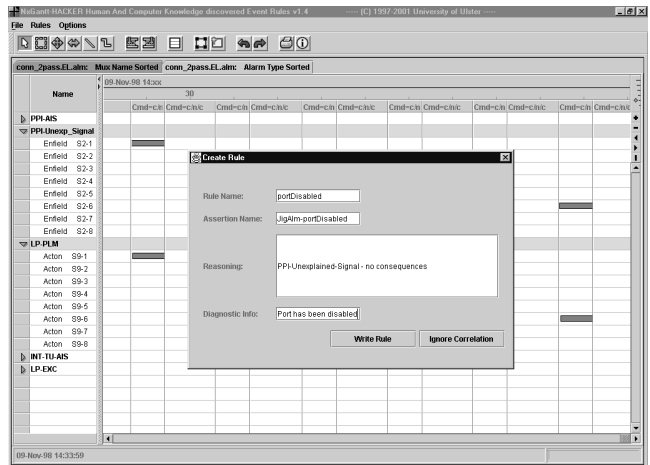 NxGantt-HACKER Human And Computer Knowledge discovered Event Rules v1.4 ---- (C) 1997-2001 University of Ulster ----
File Rules Options
conn_2pass.EL.alm: Mux Name Sorted conn_2pass.EL.alm: Alarm Type Sorted
09-Nov-98 14:xx
Name
30
Cmd=c/n Cmd=c/n/c Cmd=c/n Cmd=c/n/c Cmd=c/n Cmd=c/n/c Cmd=c/n Cmd=c/n/c Cmd=c/n Cmd=c/n/c Cmd=c/n Cmd=c/n/c
PPI-AIS
PPI-Unexp_Signal
Enfield S2-1
Enfield S2-2
Enfield S2-3
Enfield S2-4
Enfield S2-5
Enfield S2-6
Enfield S2-7
Enfield S2-8
LP-PLM
Acton S9-1
Acton S9-2
Acton S9-3
Acton S9-4
Acton S9-5
Acton S9-6
Acton S9-7
Acton S9-8
INT-TU-AIS
LP-EXC
Create Rule
Rule Name: portDisabled
Assertion Name: JigAlm-portDisabled
Reasoning: PPI-Unexplained-Signal - no consequences
Diagnostic Info: Port has been disabled
Write Rule Ignore Correlation
09-Nov-98 14:33:59